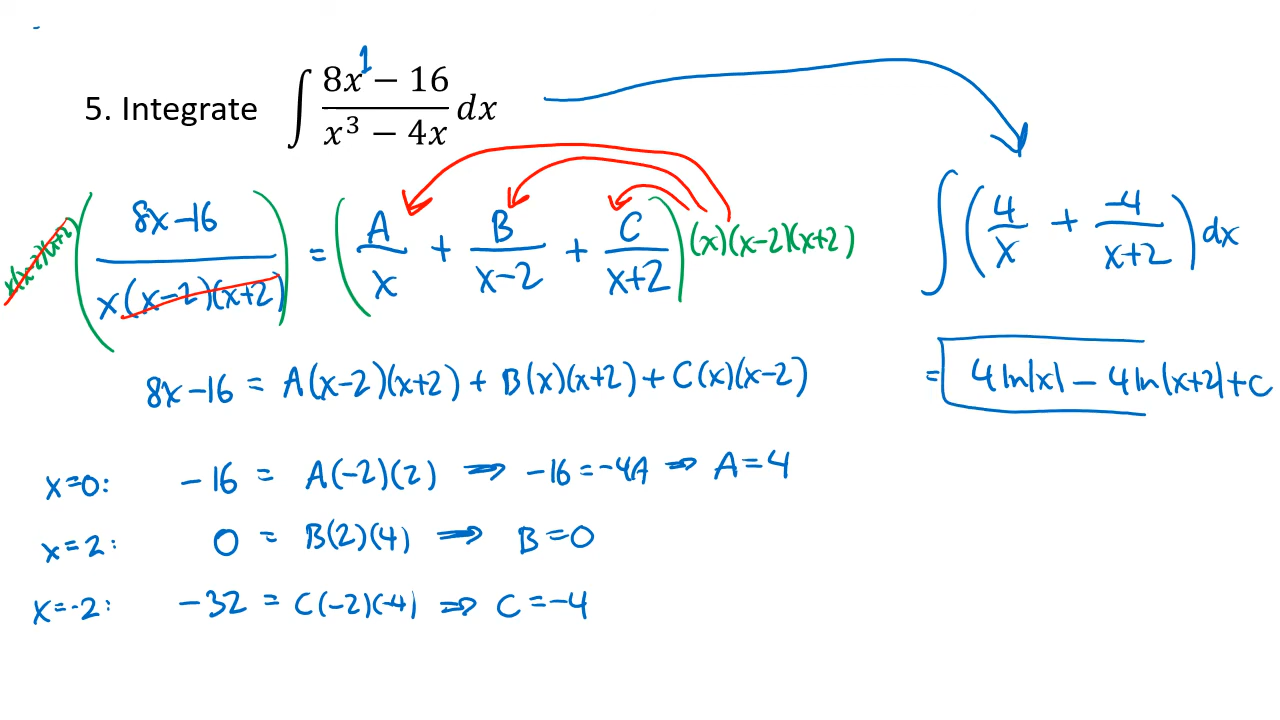 5. Integrate ∫ (8x¹ − 16)/(x³ − 4x) dx
x(x-2)(x+2) ( (8x-16)/(x(x-2)(x+2)) ) = ( A/x + B/(x-2) + C/(x+2) ) (x)(x-2)(x+2)
∫ ( 4/x + -4/(x+2) ) dx
8x-16 = A(x-2)(x+2) + B(x)(x+2) + C(x)(x-2)
= 4ln|x| - 4ln|x+2| + C
x=0: -16 = A(-2)(2) ⇒ -16 = -4A ⇒ A=4
x=2: 0 = B(2)(4) ⇒ B=0
x=-2: -32 = C(-2)(-4) ⇒ C=-4